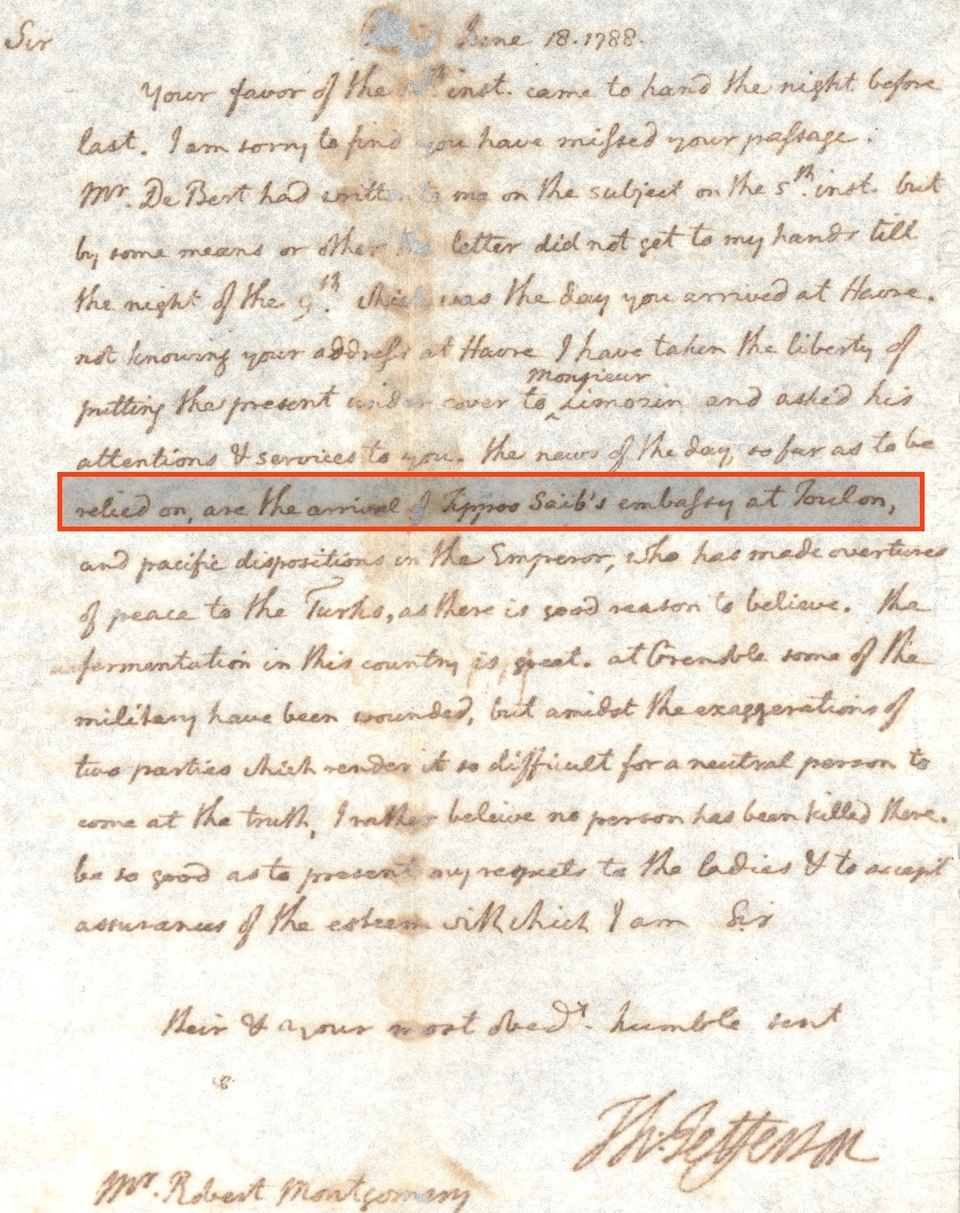 Sir June 18. 1788.
Your favor of the inst. came to hand the night before
last. I am sorry to find you have missed your passage.
Mr. De Bert had written to me on the subject on the 5th. inst. but
by some means or other the letter did not get to my hands till
the night of the 9th. which was the day you arrived at Havre.
not knowing your address at Havre I have taken the liberty of
Monsieur
putting the present under cover to ‸ Limozin and asked his
attentions & services to you. the news of the day, so far as to be
relied on, are the arrival of Tippoo Saib's embassy at Toulon,
and pacific dispositions in the Emperor, who has made overtures
of peace to the Turks, as there is good reason to believe. the
fermentation in this country is great. at Grenoble some of the
military have been wounded, but amidst the exaggerations of
two parties which render it so difficult for a neutral person to
come at the truth, I rather beleive no person has been killed there.
be so good as to present my respects to the ladies & to accept
assurances of the esteem with which I am Sir
their & your most obedt. humble servt
Th: Jefferson
Mr. Robert Montgomery